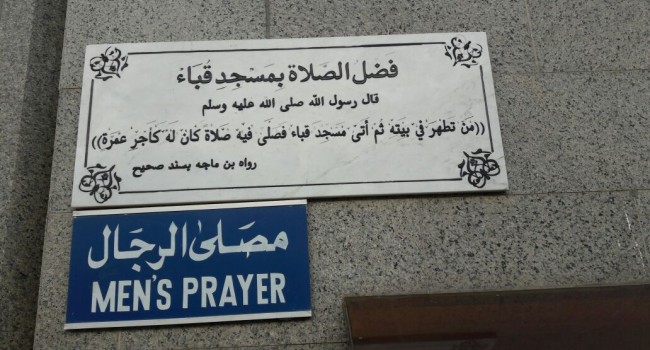 فضل الصلاة بمسجد قباء
قال رسول الله صلى الله عليه وسلم
((من تطهر في بيته ثم أتى مسجد قباء فصلى فيه صلاة كان له كأجر عمرة))
رواه بن ماجه بسند صحيح
مصلى الرجال
MEN'S PRAYER